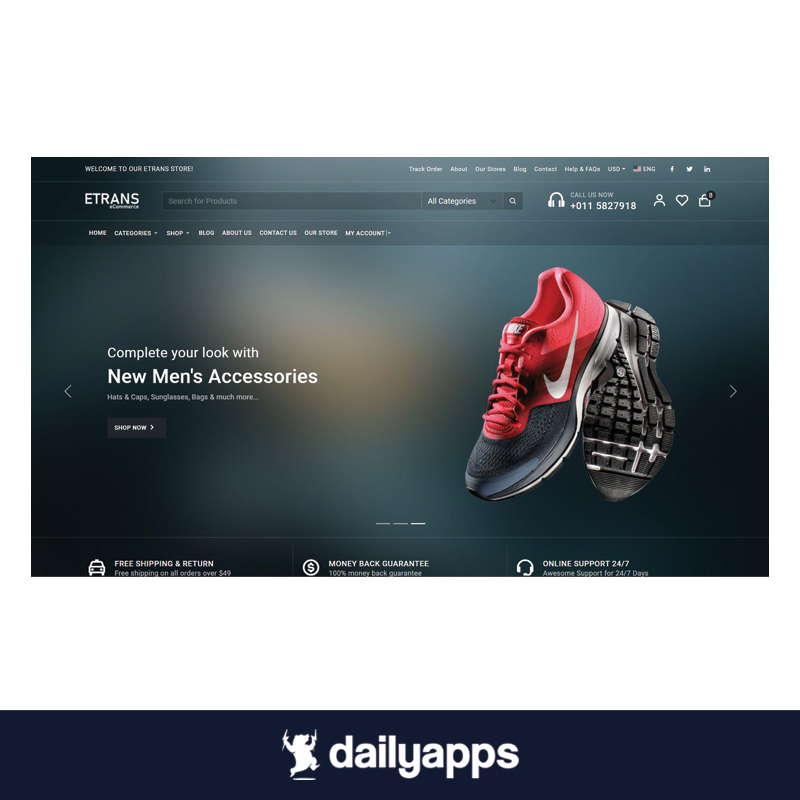 WELCOME TO OUR ETRANS STORE!
Track Order About Our Stores Blog Contact Help & FAQs USD ENG
ETRANS
eCommerce
Search for Products
All Categories
CALL US NOW
+011 5827918
8
HOME CATEGORIES SHOP BLOG ABOUT US CONTACT US OUR STORE MY ACCOUNT
NIKE
Complete your look with
New Men's Accessories
Hats & Caps, Sunglasses, Bags & much more...
SHOP NOW
FREE SHIPPING & RETURN
Free shipping on all orders over $49
MONEY BACK GUARANTEE
100% money back guarantee
ONLINE SUPPORT 24/7
Awesome Support for 24/7 Days
dailyapps